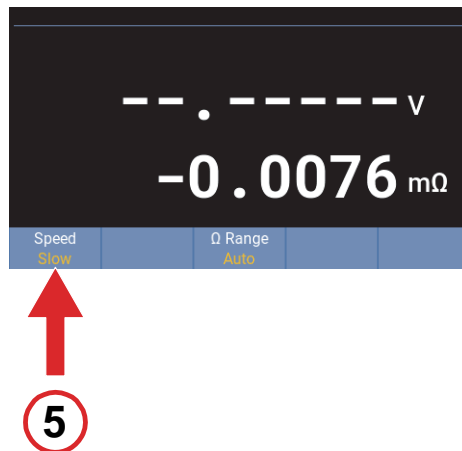 --.-----V
-0.0076 mΩ
Speed Ω Range
Slow Auto
5